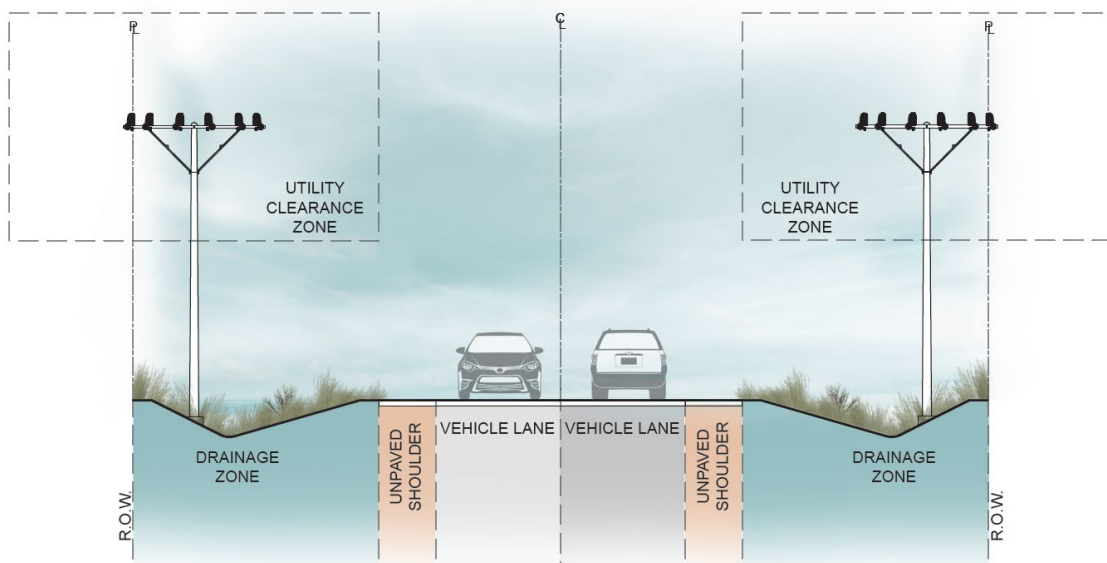 PL
CL
PL
UTILITY
CLEARANCE
ZONE
UTILITY
CLEARANCE
ZONE
VEHICLE LANE
VEHICLE LANE
UNPAVED
SHOULDER
UNPAVED
SHOULDER
DRAINAGE
ZONE
DRAINAGE
ZONE
R.O.W.
R.O.W.